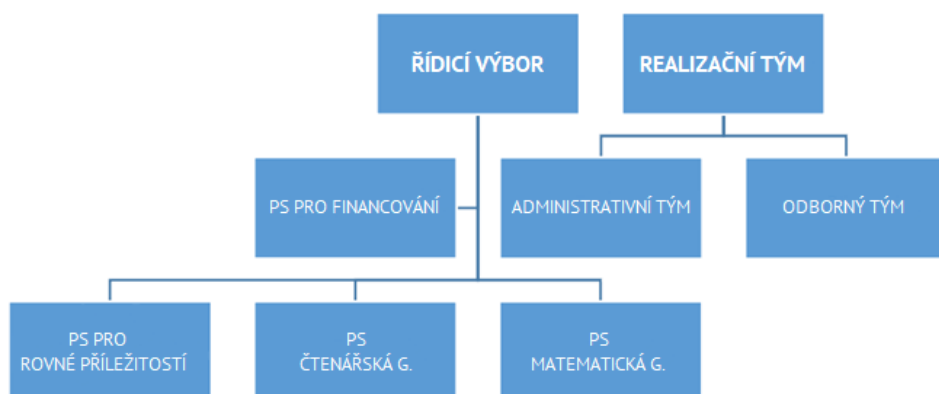 ŘÍDICÍ VÝBOR
REALIZAČNÍ TÝM
PS PRO FINANCOVÁNÍ
ADMINISTRATIVNÍ TÝM
ODBORNÝ TÝM
PS PRO
ROVNÉ PŘÍLEŽITOSTÍ
PS
ČTENÁŘSKÁ G.
PS
MATEMATICKÁ G.